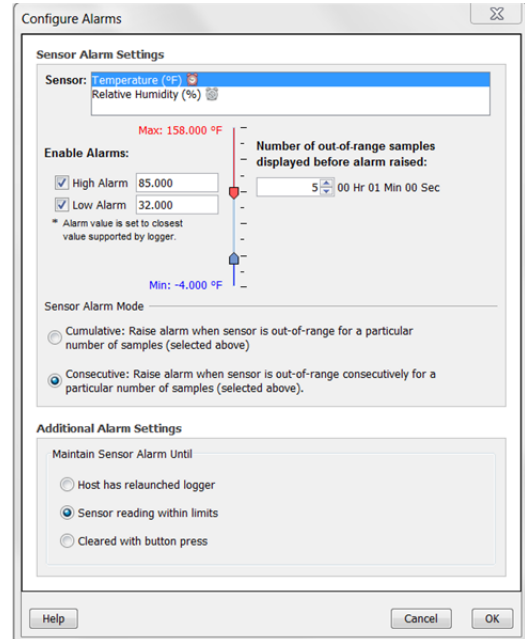 Configure Alarms
Sensor Alarm Settings
Sensor: Temperature (°F)
Relative Humidity (%)
Max: 158.000 °F
Number of out-of-range samples
displayed before alarm raised:
Enable Alarms:
5 00 Hr 01 Min 00 Sec
High Alarm 85.000
Low Alarm 32.000
* Alarm value is set to closest
value supported by logger.
Min: -4.000 °F
Sensor Alarm Mode
Cumulative: Raise alarm when sensor is out-of-range for a particular
number of samples (selected above)
Consecutive: Raise alarm when sensor is out-of-range consecutively for a
particular number of samples (selected above).
Additional Alarm Settings
Maintain Sensor Alarm Until
Host has relaunched logger
Sensor reading within limits
Cleared with button press
Help
Cancel
OK